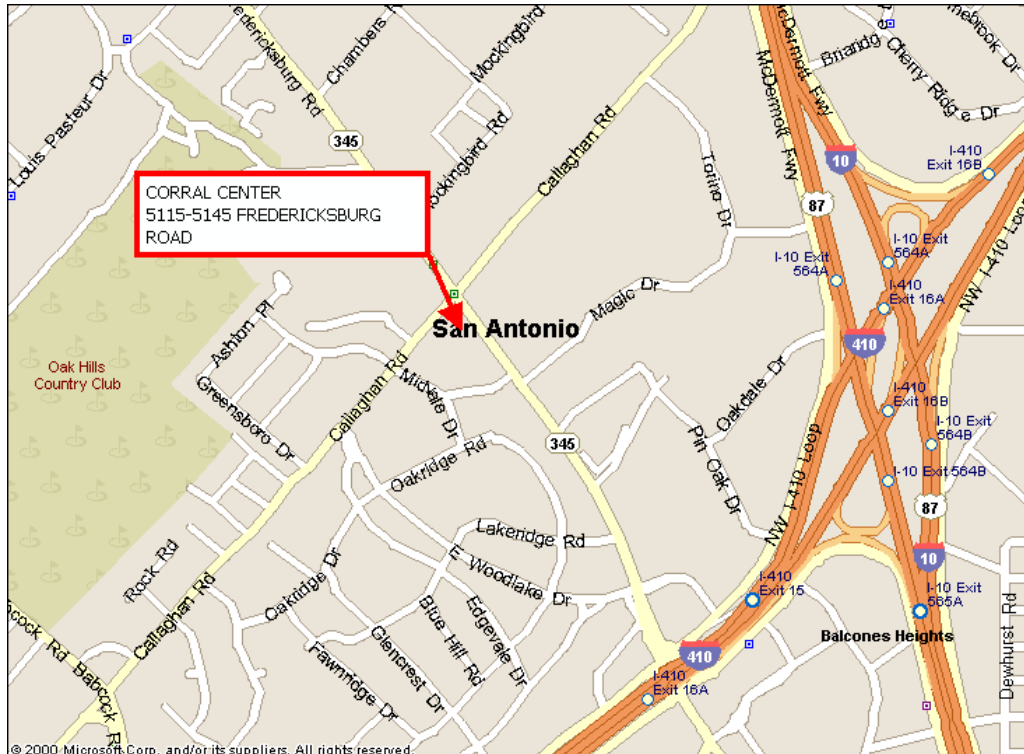 Fredericksburg Rd
Chambers
Mockingbird
McDermott Fwy
McDermott Fwy
Briaridge
Cherry Ridge Dr
Louis Pasteur Dr
345
Mockingbird Rd
Callaghan Rd
Torino Dr
I-410
Exit 16B
10
87
CORRAL CENTER
5115-5145 FREDERICKSBURG
ROAD
NW I-410 Loop
I-10 Exit
564A
I-10 Exit
564A
I-410
Exit 16A
Magic Dr
San Antonio
410
Ashton Pl
Oak Hills
Country Club
Greensboro Dr
Callaghan Rd
Oakdale Dr
I-410
Exit 16B
I-10 Exit
564B
345
Pin Oak Dr
Oakridge Rd
I-10 Exit 564B
NW I-410 Loop
87
Lakeridge Rd
E Woodlake Dr
Rock Rd
Oakridge Dr
10
I-410
Exit 15
I-10 Exit
565A
Callaghan Rd
Blue Hill Rd
Edgevale Dr
Glencrest Dr
Fawnridge Dr
Babcock Rd
Balcones Heights
Dewhurst Rd
410
I-410
Exit 16A
© 2000 Microsoft Corp. and/or its suppliers. All rights reserved.